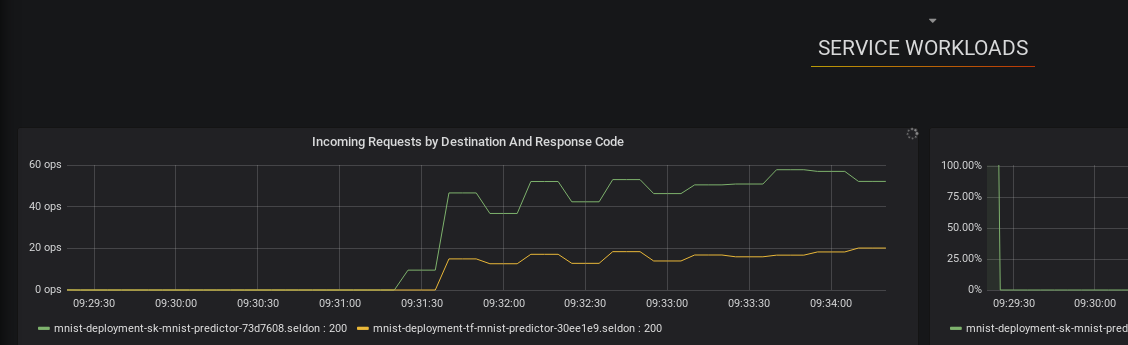 SERVICE WORKLOADS
Incoming Requests by Destination And Response Code
60 ops
40 ops
20 ops
0 ops
09:29:30 09:30:00 09:30:30 09:31:00 09:31:30 09:32:00 09:32:30 09:33:00 09:33:30 09:34:00
mnist-deployment-sk-mnist-predictor-73d7608.seldon : 200 mnist-deployment-tf-mnist-predictor-30ee1e9.seldon : 200
100.00%
75.00%
50.00%
25.00%
0%
09:29:30 09:30:00
mnist-deployment-sk-mnist-pred